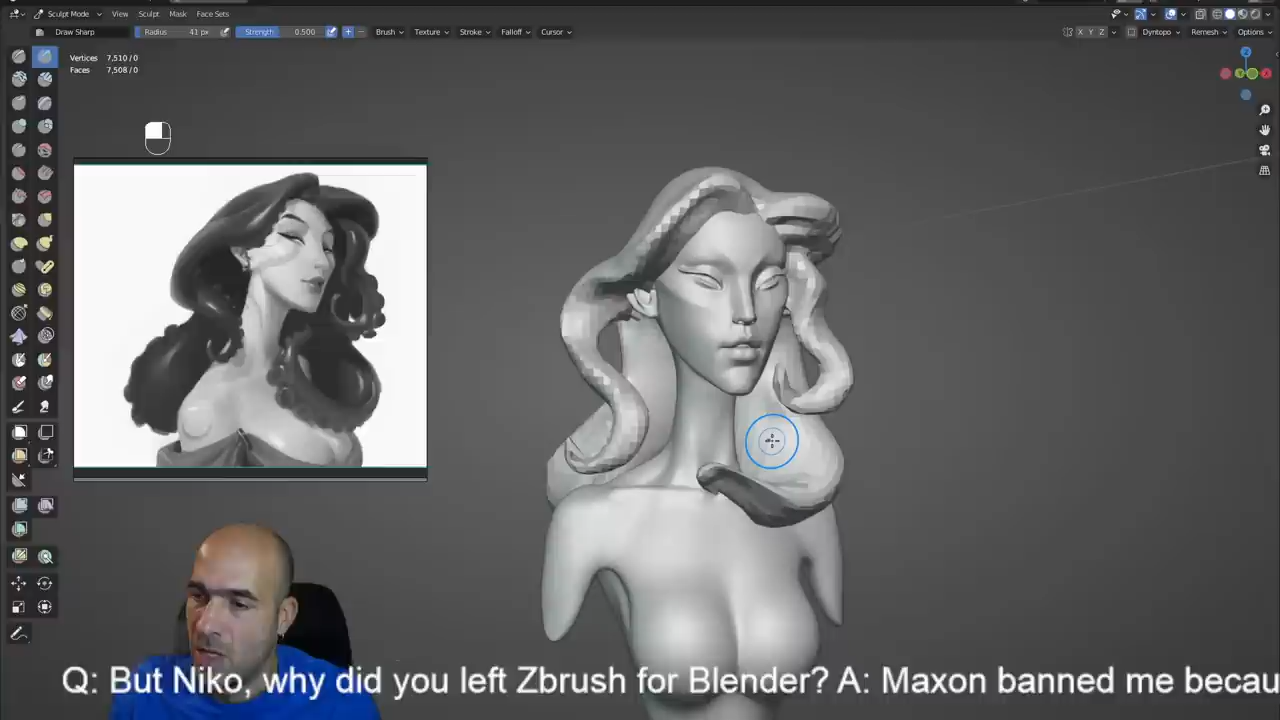 Sculpt Mode View Sculpt Mask Face Sets
Draw Sharp Radius 41 px Strength 0.500 Brush Texture Stroke Falloff Cursor X Y Z Dyntopo Remesh Options
Vertices 7,510 / 0
Faces 7,508 / 0
Z
Y X
Q: But Niko, why did you left Zbrush for Blender? A: Maxon banned me becau